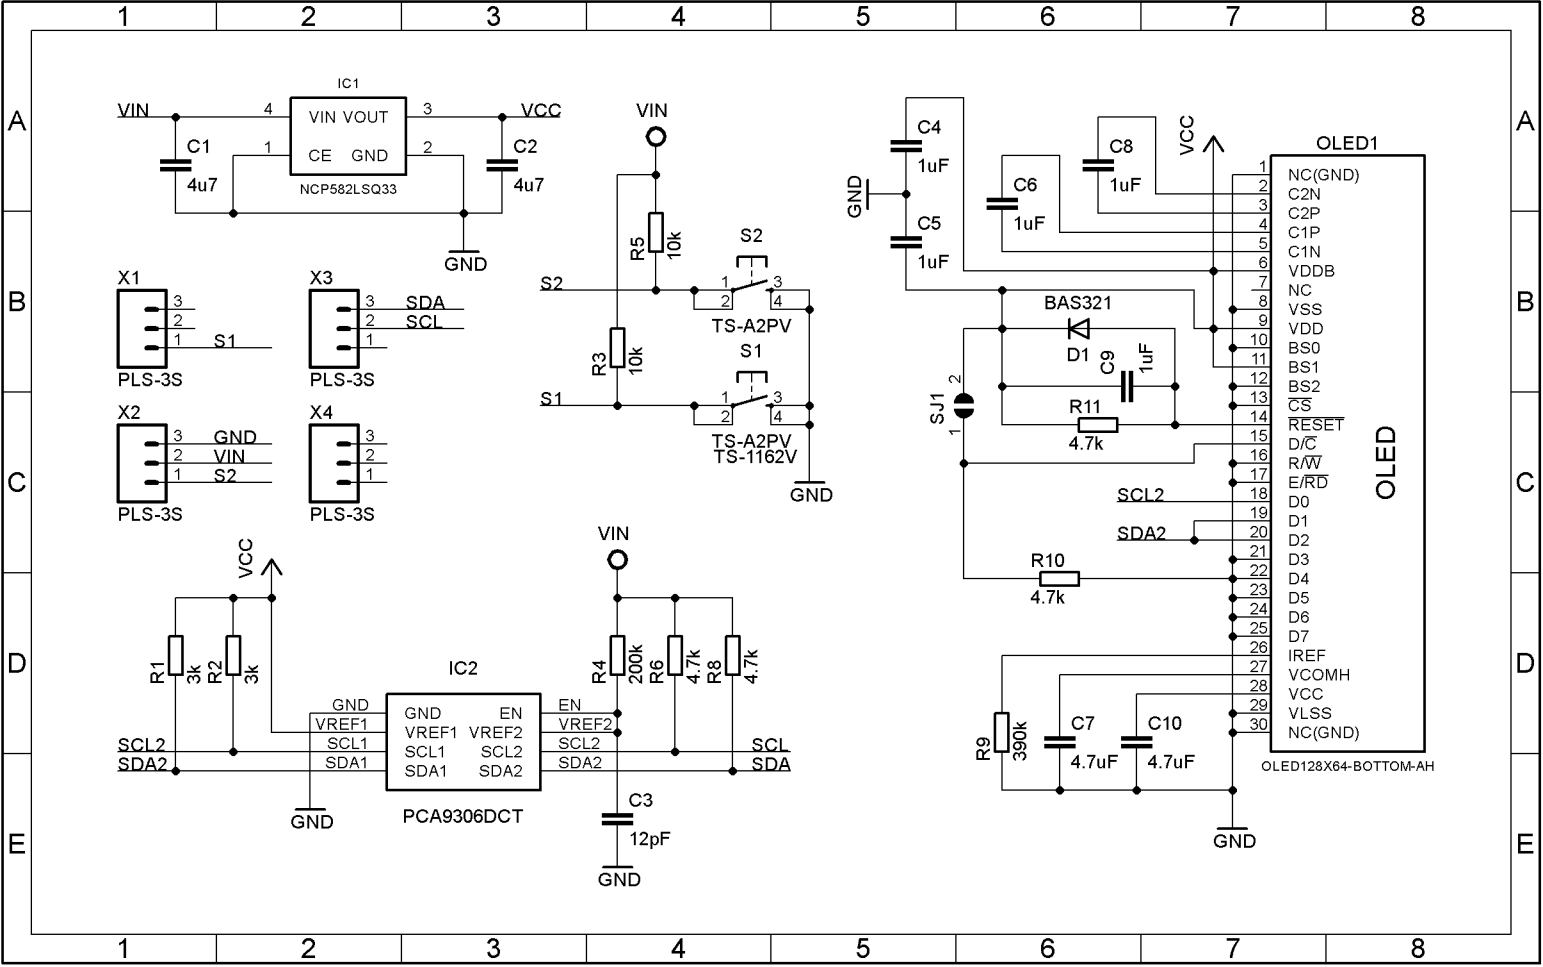 1 2 3 4 5 6 7 8
A
B
C
D
E
A
B
C
D
E
1 2 3 4 5 6 7 8
IC1
VIN 4 VIN VOUT 3 VCC
1 CE GND 2
C1
4u7
C2
4u7
NCP582LSQ33
GND
X1
3
2
1 S1
PLS-3S
X3
3 SDA
2 SCL
1
PLS-3S
X2
3 GND
2 VIN
1 S2
PLS-3S
X4
3
2
1
PLS-3S
VIN
R5
10k
S2
S2
1 3
2 4
TS-A2PV
R3
10k
S1
S1
1 3
2 4
TS-A2PV
TS-1162V
GND
VCC
R1
3k
R2
3k
IC2
GND GND EN EN
VREF1 VREF1 VREF2 VREF2
SCL2 SCL1 SCL1 SCL2 SCL2 SCL
SDA2 SDA1 SDA1 SDA2 SDA2 SDA
PCA9306DCT
GND
VIN
R4
200k
R6
4.7k
R8
4.7k
C3
12pF
GND
C4
1uF
GND
C5
1uF
C6
1uF
C8
1uF
VCC
BAS321
D1
C9
1uF
R11
4.7k
SJ1
2
1
SCL2
SDA2
R10
4.7k
R9
390k
C7
4.7uF
C10
4.7uF
GND
OLED1
1 NC(GND)
2 C2N
3 C2P
4 C1P
5 C1N
6 VDDB
7 NC
8 VSS
9 VDD
10 BS0
11 BS1
12 BS2
13 CS
14 RESET
15 D/C
16 R/W
17 E/RD
18 D0
19 D1
20 D2
21 D3
22 D4
23 D5
24 D6
25 D7
26 IREF
27 VCOMH
28 VCC
29 VLSS
30 NC(GND)
OLED
OLED128X64-BOTTOM-AH